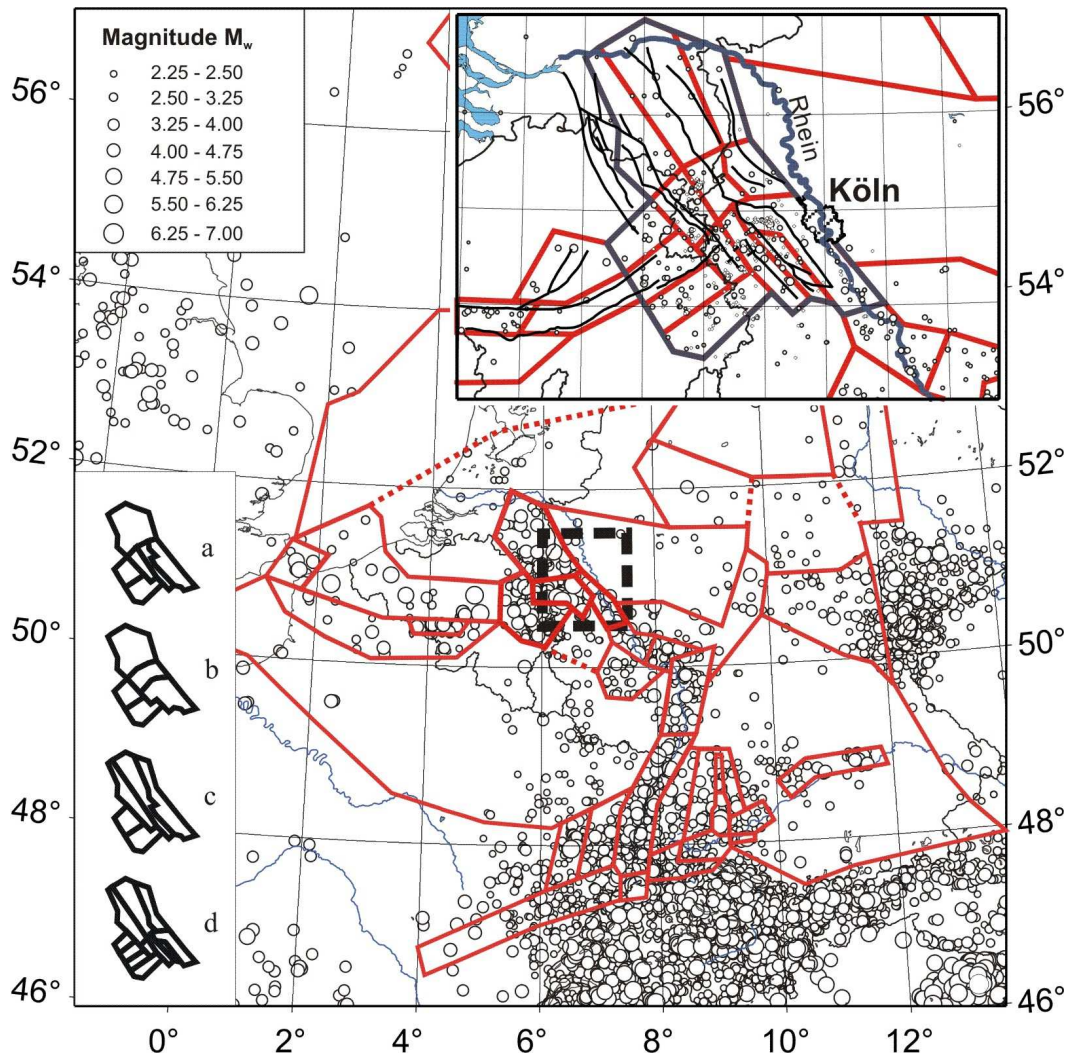 Magnitude Mw
2.25 - 2.50
2.50 - 3.25
3.25 - 4.00
4.00 - 4.75
4.75 - 5.50
5.50 - 6.25
6.25 - 7.00
Rhein
Köln
56°
54°
52°
50°
48°
46°
56°
54°
52°
50°
48°
46°
a
b
c
d
0°
2°
4°
6°
8°
10°
12°